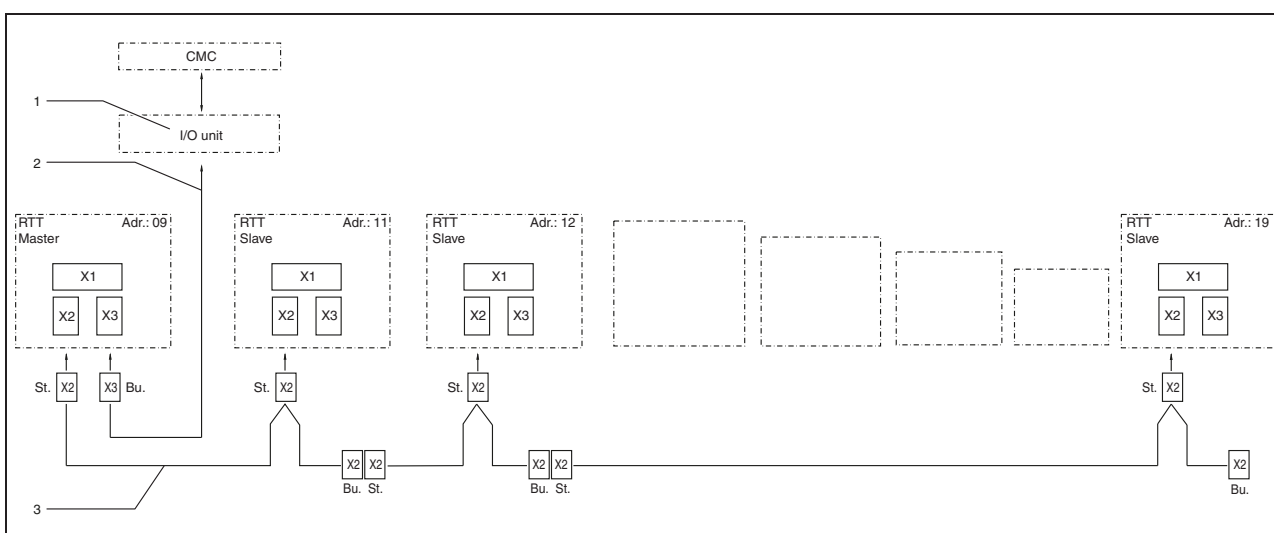 CMC
1
I/O unit
2
RTT Adr.: 09
Master
X1
X2 X3
RTT Adr.: 11
Slave
X1
X2 X3
RTT Adr.: 12
Slave
X1
X2 X3
RTT Adr.: 19
Slave
X1
X2 X3
St. X2 X3 Bu.
St. X2
St. X2
St. X2
X2 X2
Bu. St.
X2 X2
Bu. St.
X2
Bu.
3